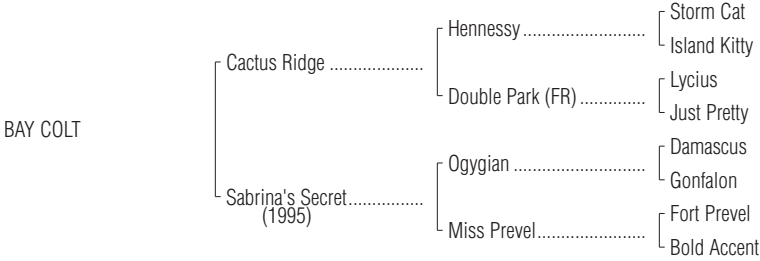 Storm Cat
Hennessy ..........................
Island Kitty
Cactus Ridge ....................
Lycius
Double Park (FR) ..............
Just Pretty
BAY COLT
Damascus
Ogygian ............................
Gonfalon
Sabrina's Secret................
(1995)
Fort Prevel
Miss Prevel.......................
Bold Accent